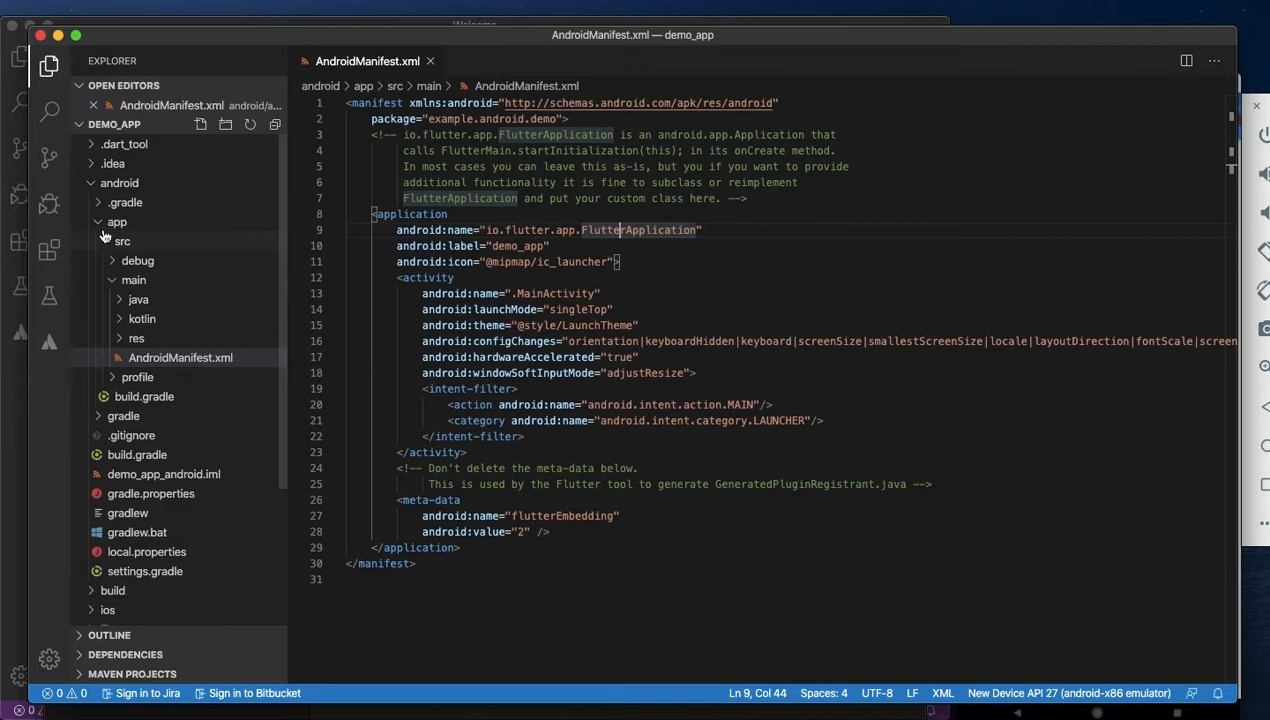 Welcome
AndroidManifest.xml — demo_app
EXPLORER
OPEN EDITORS
AndroidManifest.xml android/a...
DEMO_APP
.dart_tool
.idea
android
.gradle
app
src
debug
main
java
kotlin
res
AndroidManifest.xml
profile
build.gradle
gradle
.gitignore
build.gradle
demo_app_android.iml
gradle.properties
gradlew
gradlew.bat
local.properties
settings.gradle
build
ios
OUTLINE
DEPENDENCIES
MAVEN PROJECTS
AndroidManifest.xml
android > app > src > main > AndroidManifest.xml
1 <manifest xmlns:android="http://schemas.android.com/apk/res/android"
2 package="example.android.demo">
3 <!-- io.flutter.app.FlutterApplication is an android.app.Application that
4 calls FlutterMain.startInitialization(this); in its onCreate method.
5 In most cases you can leave this as-is, but you if you want to provide
6 additional functionality it is fine to subclass or reimplement
7 FlutterApplication and put your custom class here. -->
8 <application
9 android:name="io.flutter.app.FlutterApplication"
10 android:label="demo_app"
11 android:icon="@mipmap/ic_launcher">
12 <activity
13 android:name=".MainActivity"
14 android:launchMode="singleTop"
15 android:theme="@style/LaunchTheme"
16 android:configChanges="orientation|keyboardHidden|keyboard|screenSize|smallestScreenSize|locale|layoutDirection|fontScale|screen
17 android:hardwareAccelerated="true"
18 android:windowSoftInputMode="adjustResize">
19 <intent-filter>
20 <action android:name="android.intent.action.MAIN"/>
21 <category android:name="android.intent.category.LAUNCHER"/>
22 </intent-filter>
23 </activity>
24 <!-- Don't delete the meta-data below.
25 This is used by the Flutter tool to generate GeneratedPluginRegistrant.java -->
26 <meta-data
27 android:name="flutterEmbedding"
28 android:value="2" />
29 </application>
30 </manifest>
31
0 0 Sign in to Jira Sign in to Bitbucket Ln 9, Col 44 Spaces: 4 UTF-8 LF XML New Device API 27 (android-x86 emulator)
0